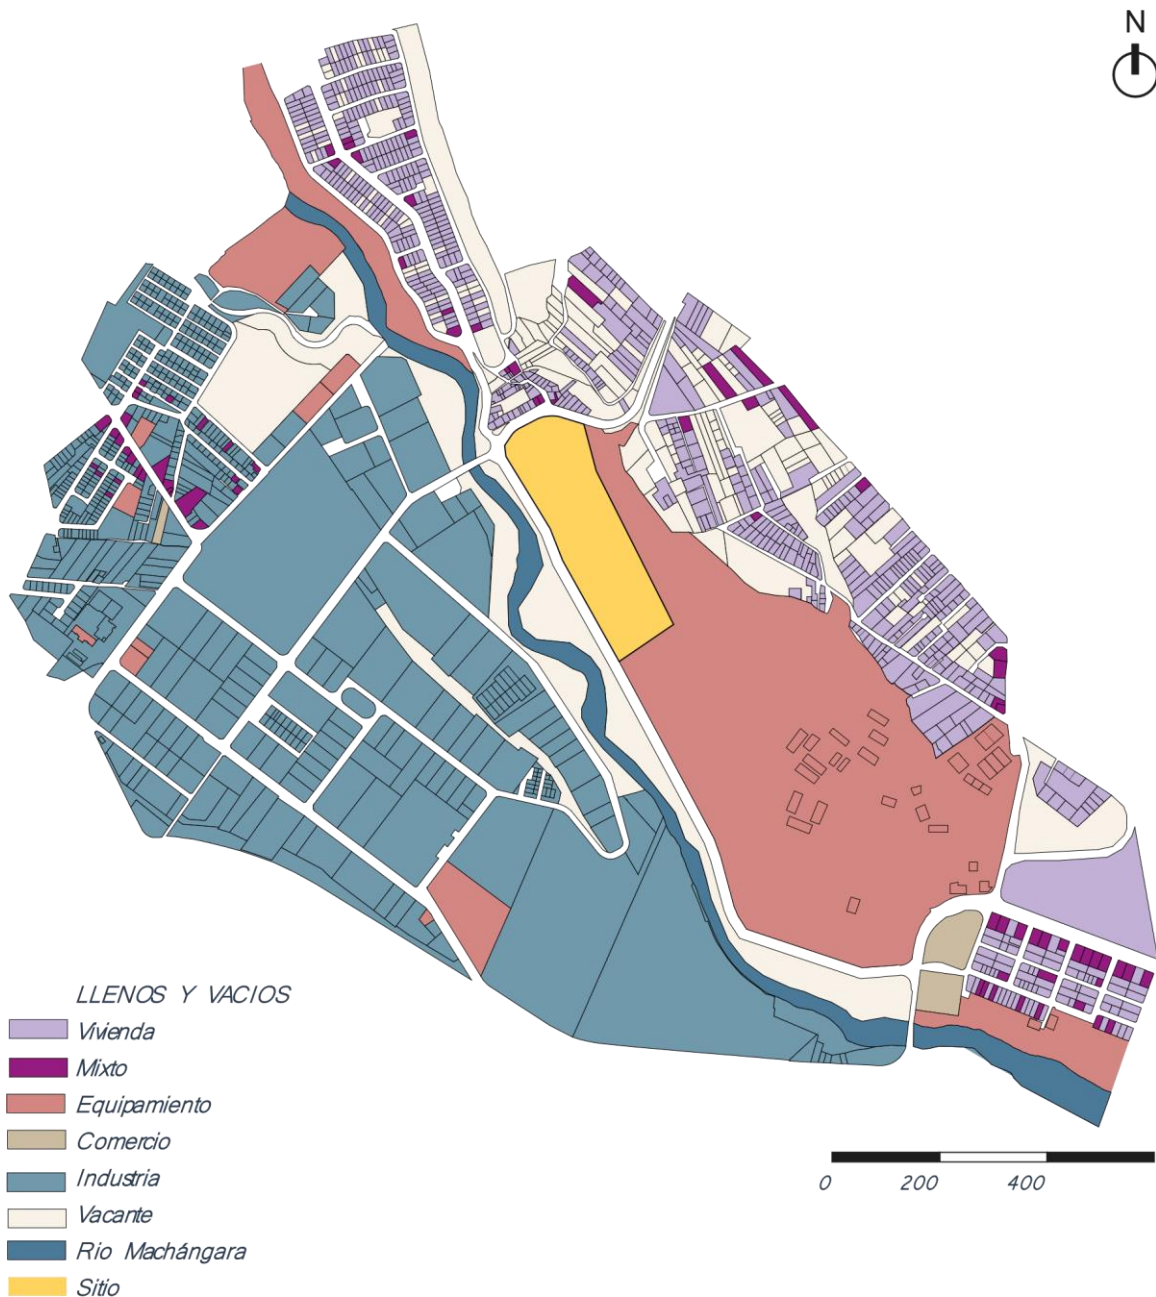 N
LLENOS Y VACIOS
Vivienda
Mixto
Equipamiento
Comercio
Industria
Vacante
Rio Machángara
Sitio
0 200 400